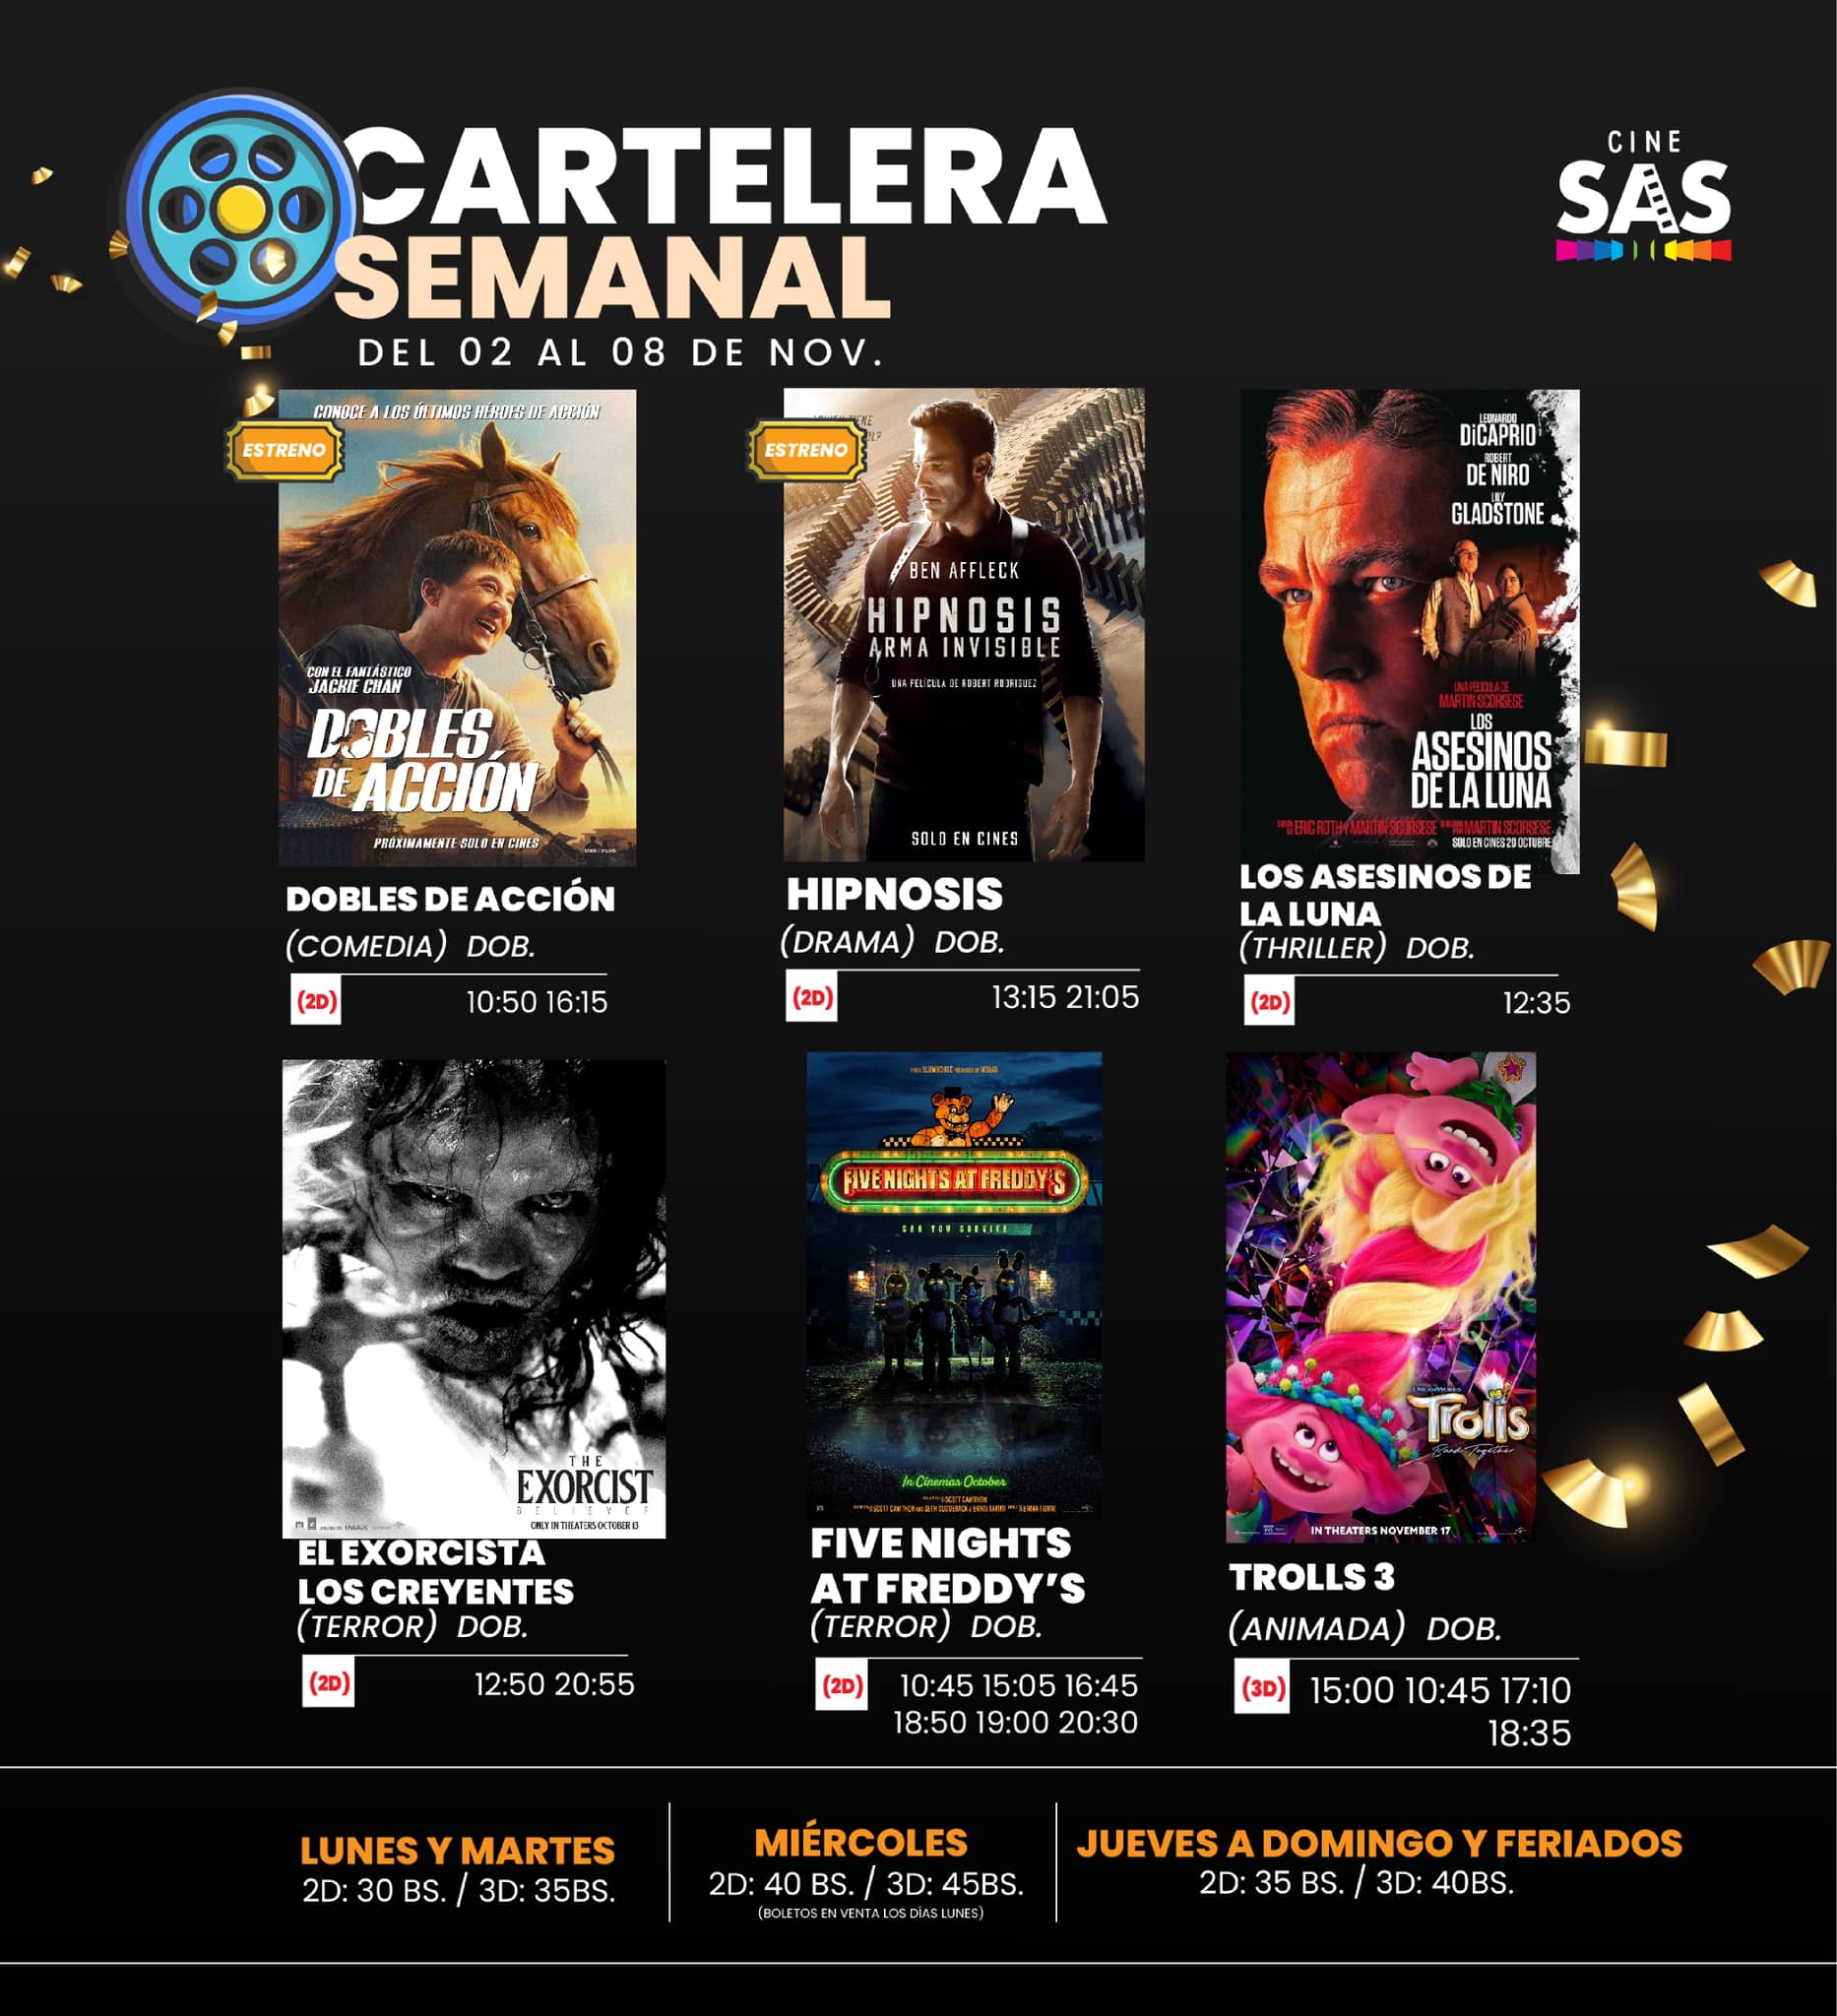 CARTELERA
SEMANAL
DEL 02 AL 08 DE NOV.
CINE
SAS
CONOCE A LOS ÚLTIMOS HÉROES DE ACCIÓN
ESTRENO
CON EL FANTÁSTICO
JACKIE CHAN
DOBLES
DE ACCIÓN
PRÓXIMAMENTE SOLO EN CINES
DOBLES DE ACCIÓN
(COMEDIA) DOB.
(2D) 10:50 16:15
ESTRENO
BEN AFFLECK
HIPNOSIS
ARMA INVISIBLE
UNA PELÍCULA DE ROBERT RODRIGUEZ
SOLO EN CINES
HIPNOSIS
(DRAMA) DOB.
(2D) 13:15 21:05
LEONARDO
DiCAPRIO
ROBERT
DE NIRO
LILY
GLADSTONE
UNA PELÍCULA DE
MARTIN SCORSESE
LOS
ASESINOS
DE LA LUNA
ERIC ROTH Y MARTIN SCORSESE MARTIN SCORSESE
SOLO EN CINES 20 OCTUBRE
LOS ASESINOS DE
LA LUNA
(THRILLER) DOB.
(2D) 12:35
THE
EXORCIST
BELIEVER
ONLY IN THEATERS OCTOBER 13
EL EXORCISTA
LOS CREYENTES
(TERROR) DOB.
(2D) 12:50 20:55
FIVE NIGHTS AT FREDDY'S
CAN YOU SURVIVE
In Cinemas October
FIVE NIGHTS
AT FREDDY'S
(TERROR) DOB.
(2D) 10:45 15:05 16:45
18:50 19:00 20:30
DREAMWORKS
Trolls
Band Together
IN THEATERS NOVEMBER 17
TROLLS 3
(ANIMADA) DOB.
(3D) 15:00 10:45 17:10
18:35
LUNES Y MARTES
2D: 30 BS. / 3D: 35BS.
MIÉRCOLES
2D: 40 BS. / 3D: 45BS.
(BOLETOS EN VENTA LOS DÍAS LUNES)
JUEVES A DOMINGO Y FERIADOS
2D: 35 BS. / 3D: 40BS.